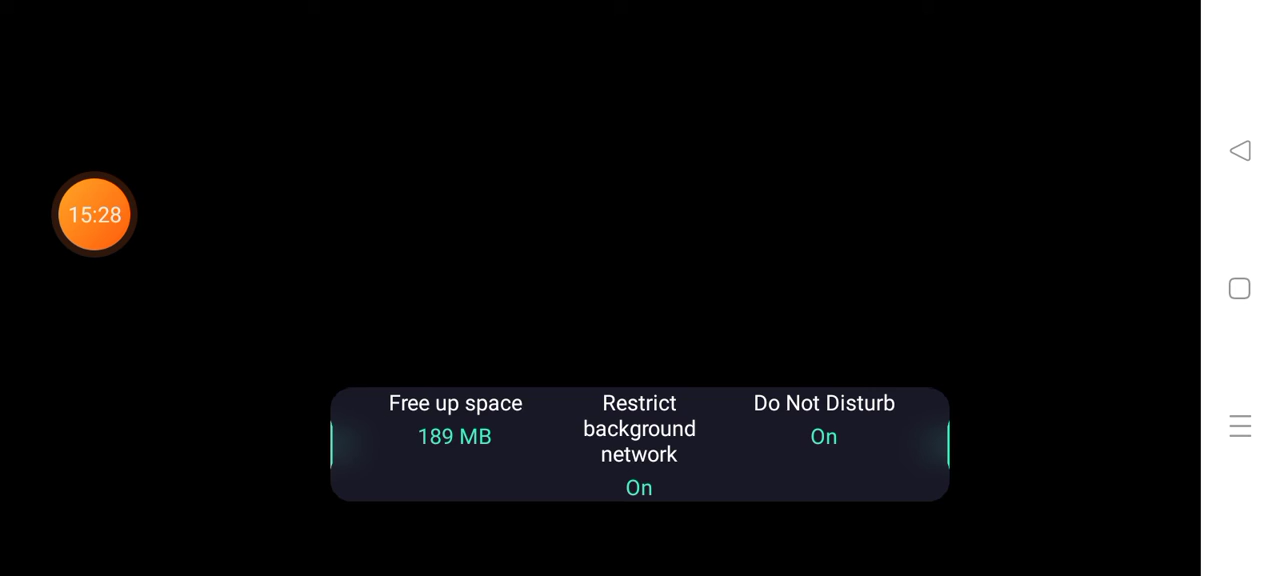 15:28
Free up space
189 MB
Restrict
background
network
On
Do Not Disturb
On